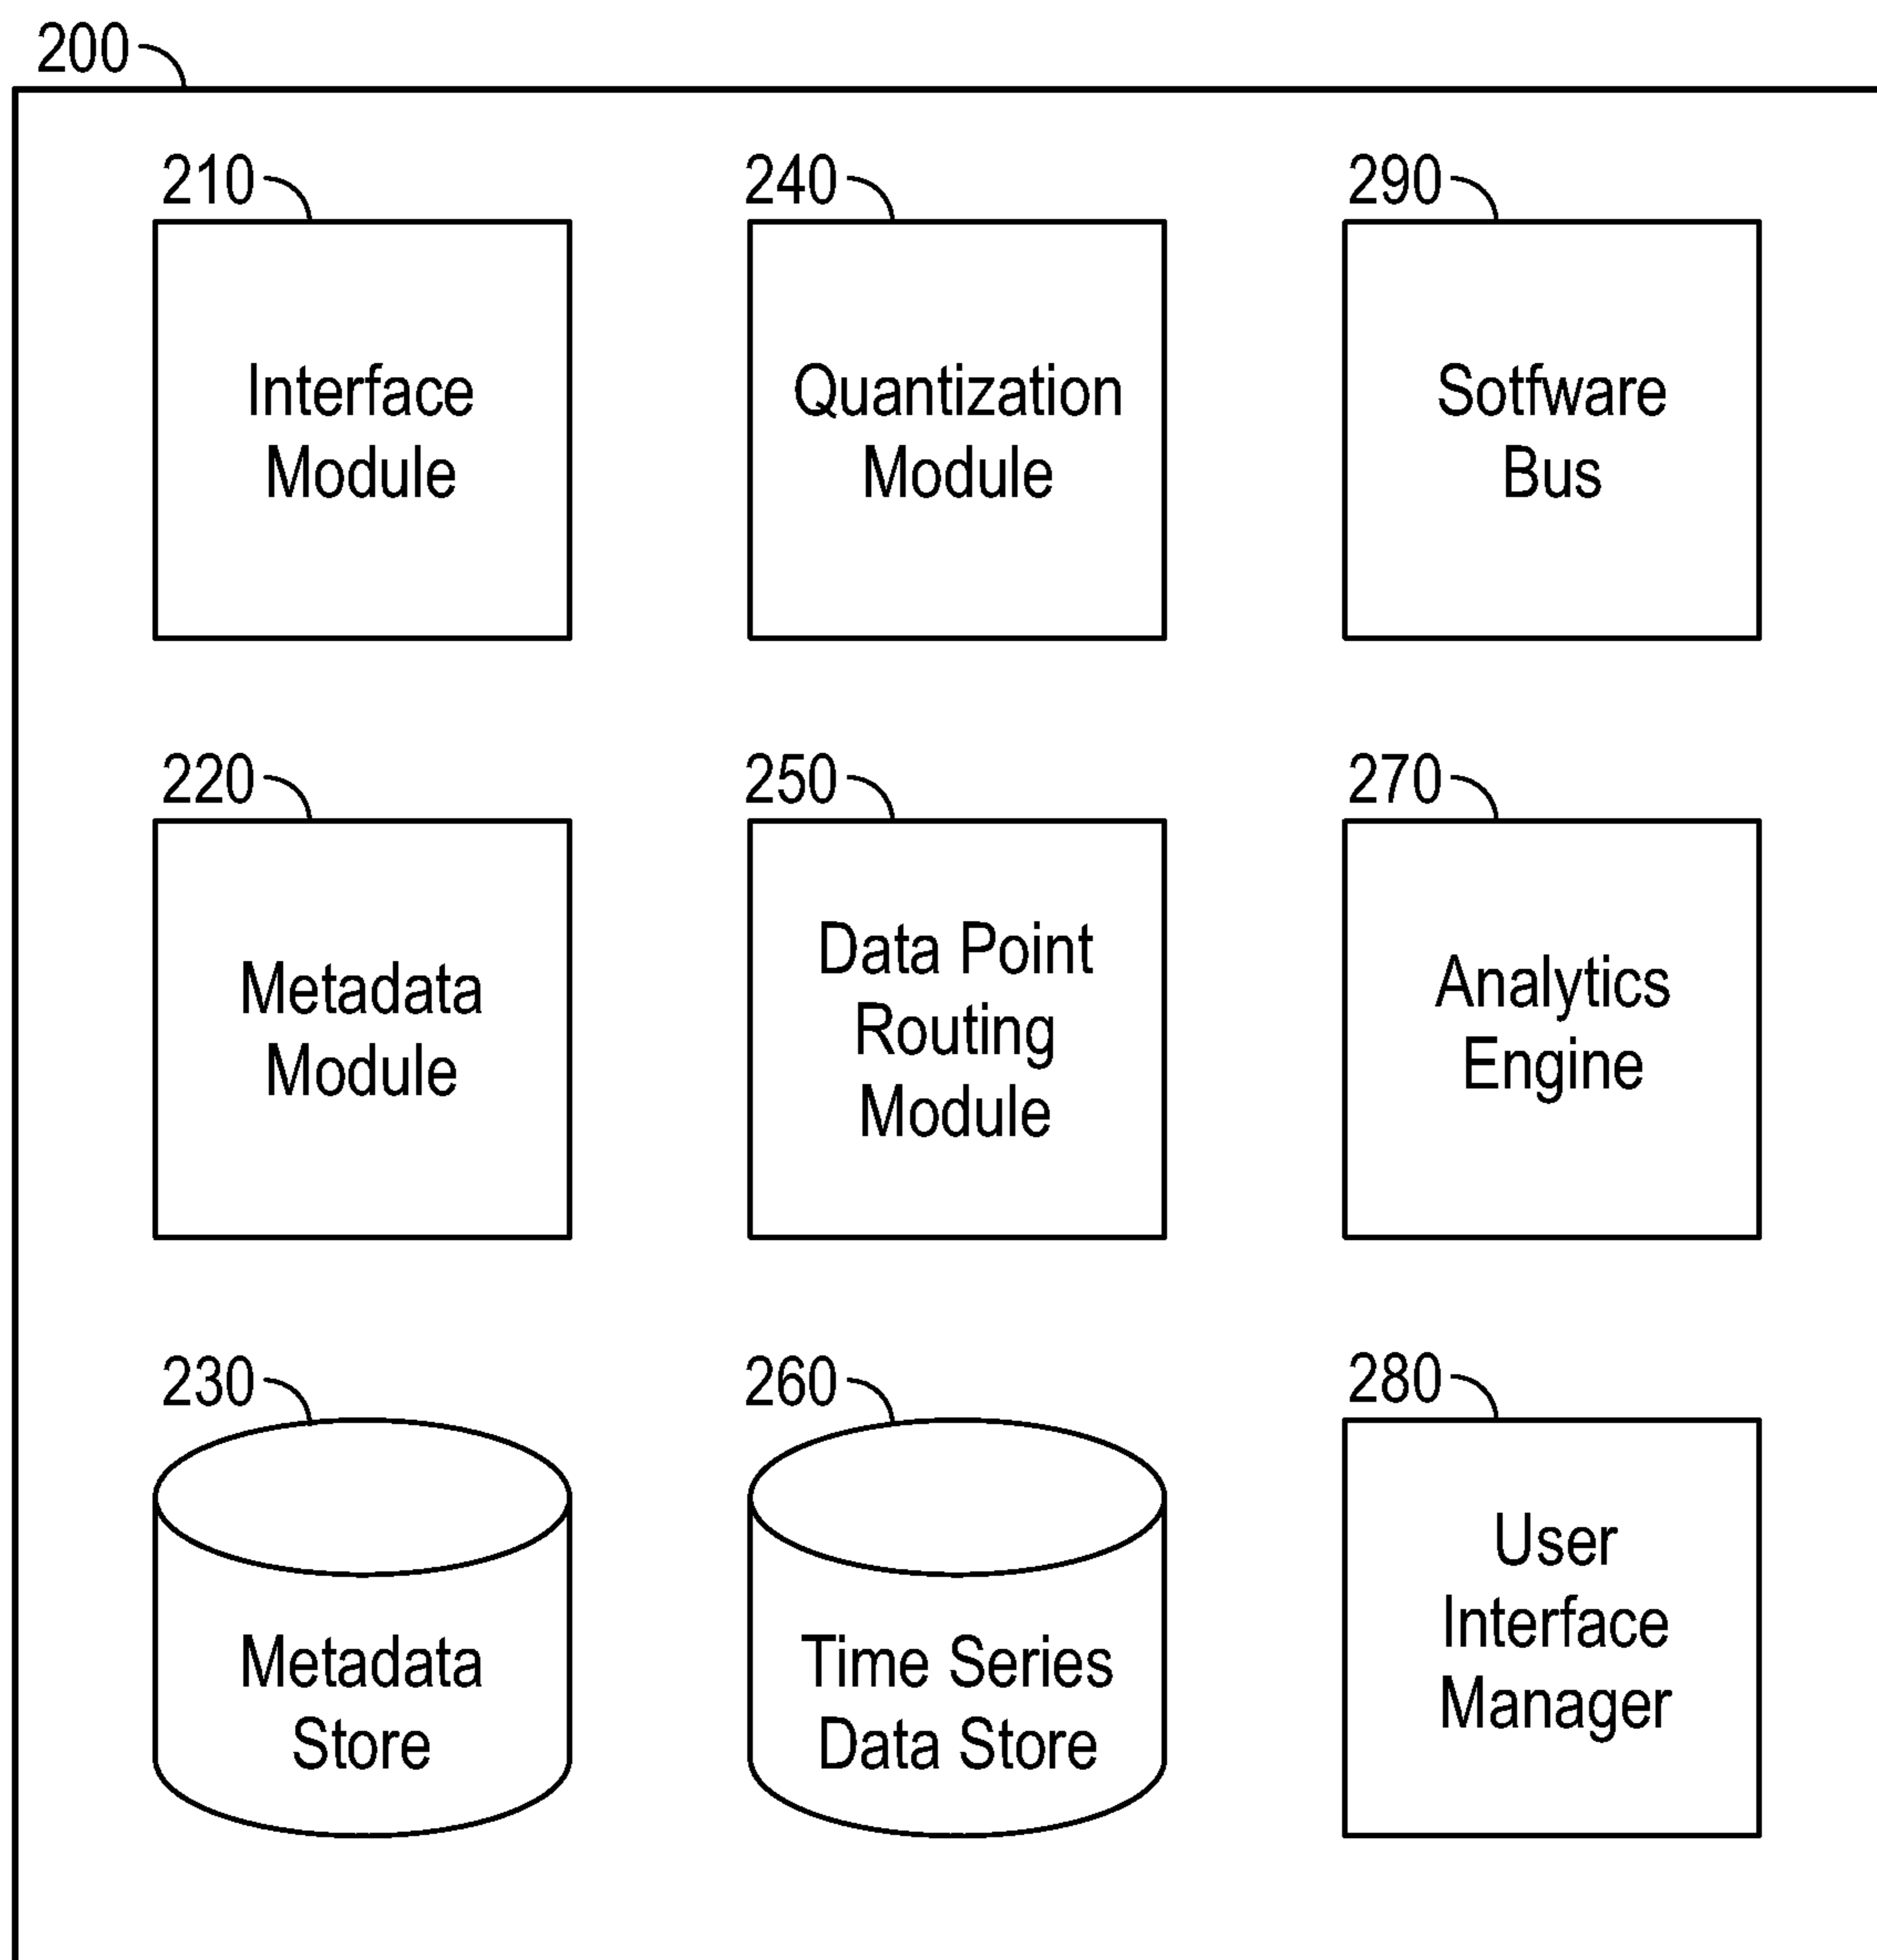 200
210
Interface
Module
240
Quantization
Module
290
Sotfware
Bus
220
Metadata
Module
250
Data Point
Routing
Module
270
Analytics
Engine
230
Metadata
Store
260
Time Series
Data Store
280
User
Interface
Manager